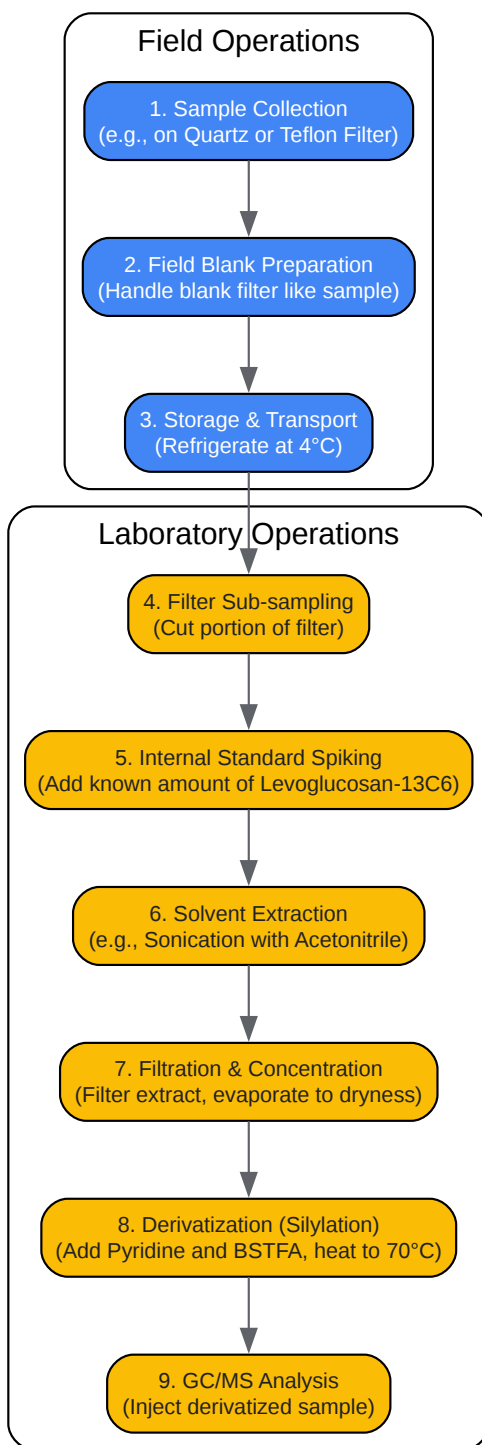 Field Operations
1. Sample Collection
(e.g., on Quartz or Teflon Filter)
2. Field Blank Preparation
(Handle blank filter like sample)
3. Storage & Transport
(Refrigerate at 4°C)
Laboratory Operations
4. Filter Sub-sampling
(Cut portion of filter)
5. Internal Standard Spiking
(Add known amount of Levoglucosan-13C6)
6. Solvent Extraction
(e.g., Sonication with Acetonitrile)
7. Filtration & Concentration
(Filter extract, evaporate to dryness)
8. Derivatization (Silylation)
(Add Pyridine and BSTFA, heat to 70°C)
9. GC/MS Analysis
(Inject derivatized sample)